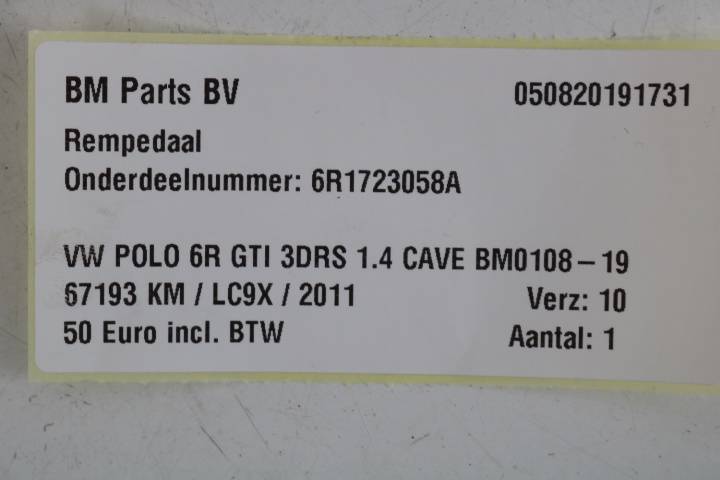 BM Parts BV 050820191731
Rempedaal
Onderdeelnummer: 6R1723058A
VW POLO 6R GTI 3DRS 1.4 CAVE BM0108-19
67193 KM / LC9X / 2011 Verz: 10
50 Euro incl. BTW Aantal: 1